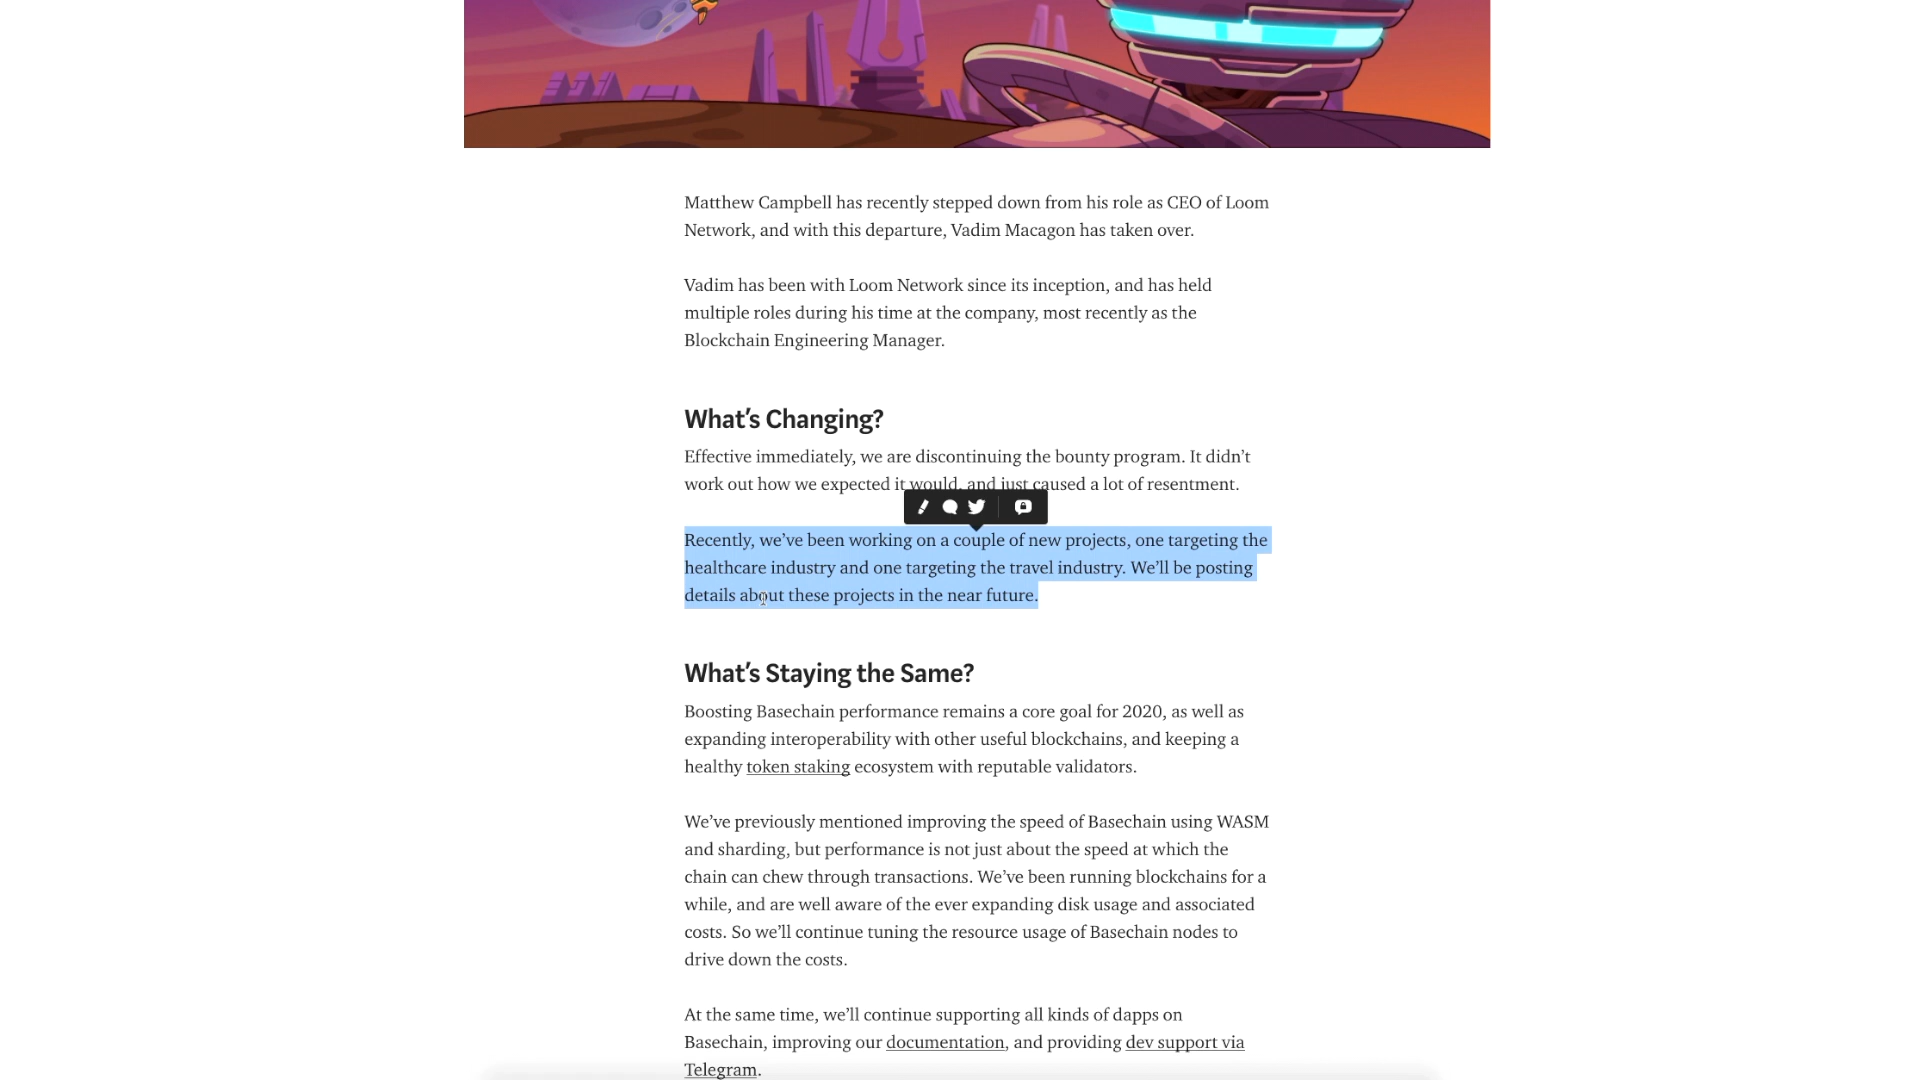 Matthew Campbell has recently stepped down from his role as CEO of Loom
Network, and with this departure, Vadim Macagon has taken over.
Vadim has been with Loom Network since its inception, and has held
multiple roles during his time at the company, most recently as the
Blockchain Engineering Manager.
What’s Changing?
Effective immediately, we are discontinuing the bounty program. It didn’t
work out how we expected it would, and just caused a lot of resentment.
Recently, we’ve been working on a couple of new projects, one targeting the
healthcare industry and one targeting the travel industry. We’ll be posting
details about these projects in the near future.
What’s Staying the Same?
Boosting Basechain performance remains a core goal for 2020, as well as
expanding interoperability with other useful blockchains, and keeping a
healthy token staking ecosystem with reputable validators.
We’ve previously mentioned improving the speed of Basechain using WASM
and sharding, but performance is not just about the speed at which the
chain can chew through transactions. We’ve been running blockchains for a
while, and are well aware of the ever expanding disk usage and associated
costs. So we’ll continue tuning the resource usage of Basechain nodes to
drive down the costs.
At the same time, we’ll continue supporting all kinds of dapps on
Basechain, improving our documentation, and providing dev support via
Telegram.